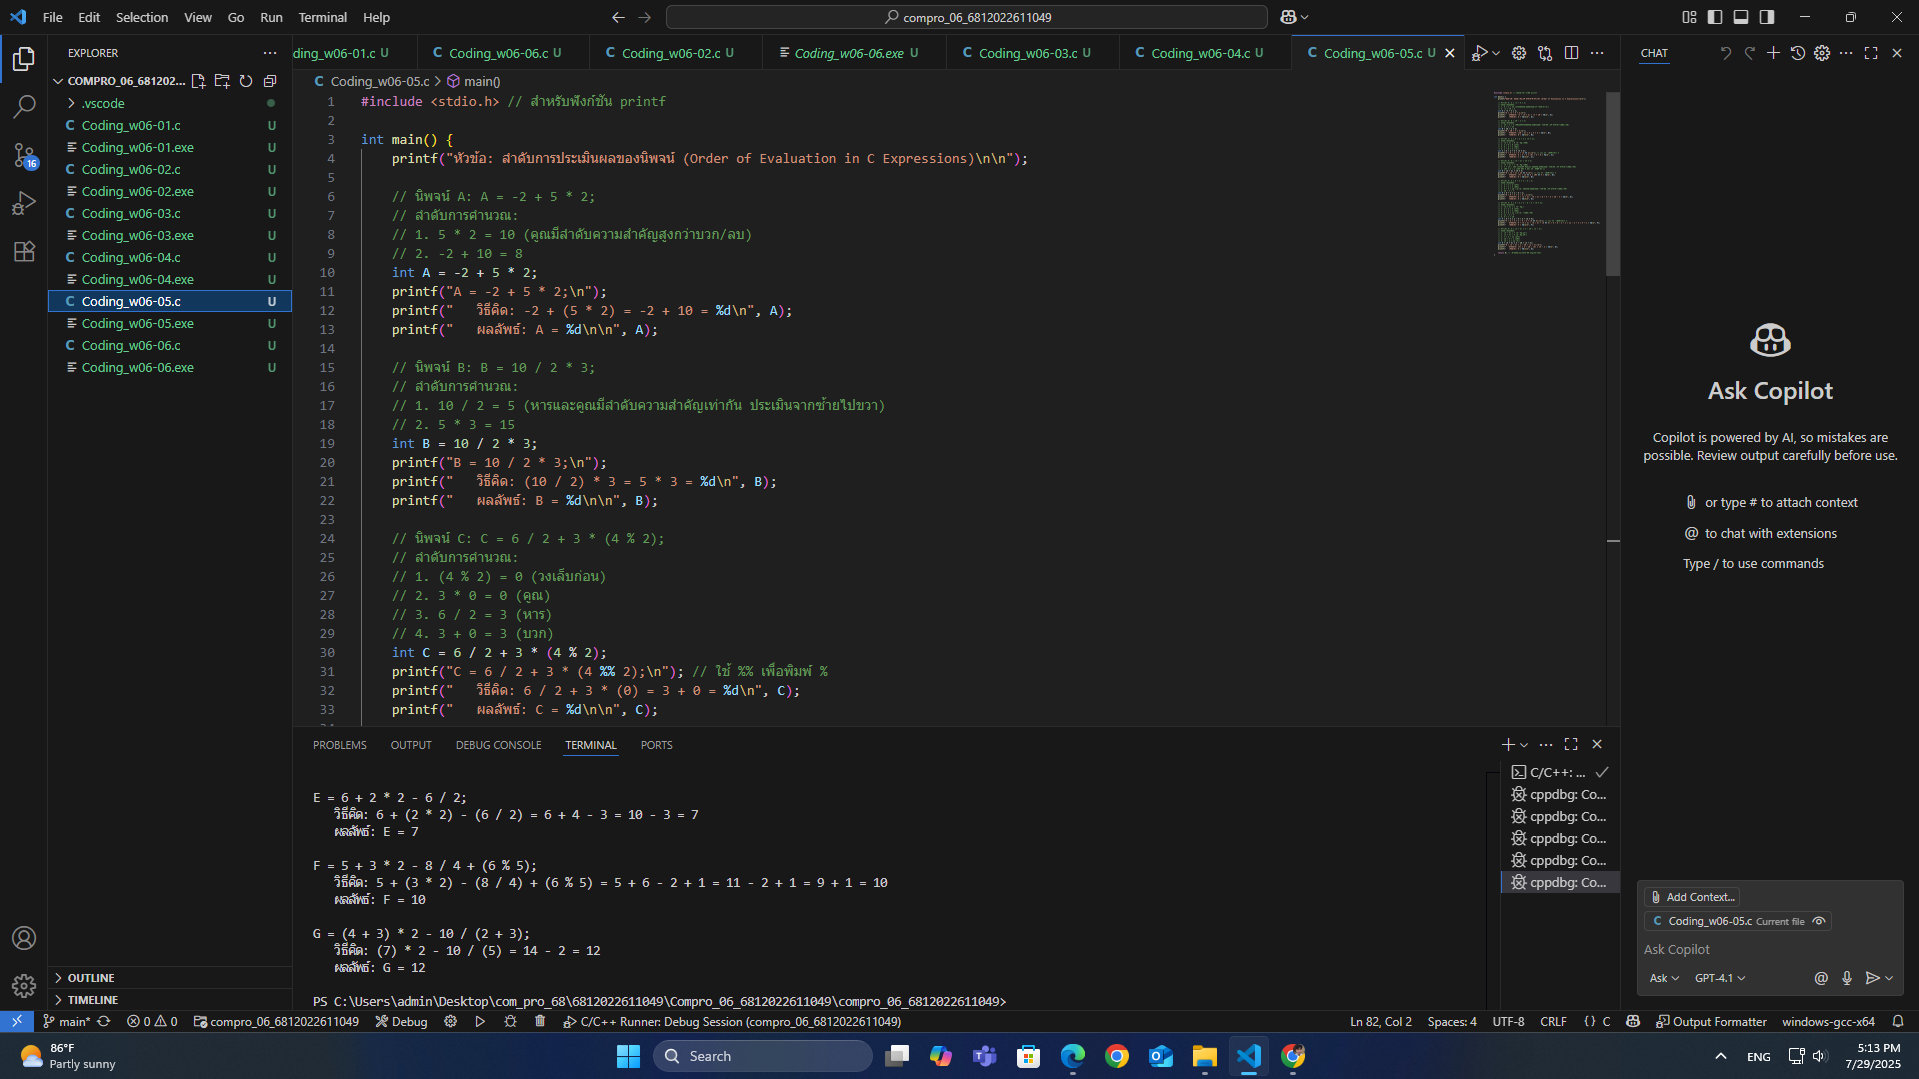 File Edit Selection View Go Run Terminal Help
compro_06_6812022611049
EXPLORER
COMPRO_06_681202...
.vscode
Coding_w06-01.c U
Coding_w06-01.exe U
Coding_w06-02.c U
Coding_w06-02.exe U
Coding_w06-03.c U
Coding_w06-03.exe U
Coding_w06-04.c U
Coding_w06-04.exe U
Coding_w06-05.c U
Coding_w06-05.exe U
Coding_w06-06.c U
Coding_w06-06.exe U
16
OUTLINE
TIMELINE
ding_w06-01.c U
Coding_w06-06.c U
Coding_w06-02.c U
Coding_w06-06.exe U
Coding_w06-03.c U
Coding_w06-04.c U
Coding_w06-05.c U
Coding_w06-05.c > main()
1 #include <stdio.h> // สำหรับฟังก์ชัน printf
2
3 int main() {
4 printf("หัวข้อ: ลำดับการประเมินผลของนิพจน์ (Order of Evaluation in C Expressions)\n\n");
5
6 // นิพจน์ A: A = -2 + 5 * 2;
7 // ลำดับการคำนวณ:
8 // 1. 5 * 2 = 10 (คูณมีลำดับความสำคัญสูงกว่าบวก/ลบ)
9 // 2. -2 + 10 = 8
10 int A = -2 + 5 * 2;
11 printf("A = -2 + 5 * 2;\n");
12 printf("   วิธีคิด: -2 + (5 * 2) = -2 + 10 = %d\n", A);
13 printf("   ผลลัพธ์: A = %d\n\n", A);
14
15 // นิพจน์ B: B = 10 / 2 * 3;
16 // ลำดับการคำนวณ:
17 // 1. 10 / 2 = 5 (หารและคูณมีลำดับความสำคัญเท่ากัน ประเมินจากซ้ายไปขวา)
18 // 2. 5 * 3 = 15
19 int B = 10 / 2 * 3;
20 printf("B = 10 / 2 * 3;\n");
21 printf("   วิธีคิด: (10 / 2) * 3 = 5 * 3 = %d\n", B);
22 printf("   ผลลัพธ์: B = %d\n\n", B);
23
24 // นิพจน์ C: C = 6 / 2 + 3 * (4 % 2);
25 // ลำดับการคำนวณ:
26 // 1. (4 % 2) = 0 (วงเล็บก่อน)
27 // 2. 3 * 0 = 0 (คูณ)
28 // 3. 6 / 2 = 3 (หาร)
29 // 4. 3 + 0 = 3 (บวก)
30 int C = 6 / 2 + 3 * (4 % 2);
31 printf("C = 6 / 2 + 3 * (4 %% 2);\n"); // ใช้ %% เพื่อพิมพ์ %
32 printf("   วิธีคิด: 6 / 2 + 3 * (0) = 3 + 0 = %d\n", C);
33 printf("   ผลลัพธ์: C = %d\n\n", C);
PROBLEMS OUTPUT DEBUG CONSOLE TERMINAL PORTS
E = 6 + 2 * 2 - 6 / 2;
วิธีคิด: 6 + (2 * 2) - (6 / 2) = 6 + 4 - 3 = 10 - 3 = 7
ผลลัพธ์: E = 7
F = 5 + 3 * 2 - 8 / 4 + (6 % 5);
วิธีคิด: 5 + (3 * 2) - (8 / 4) + (6 % 5) = 5 + 6 - 2 + 1 = 11 - 2 + 1 = 9 + 1 = 10
ผลลัพธ์: F = 10
G = (4 + 3) * 2 - 10 / (2 + 3);
วิธีคิด: (7) * 2 - 10 / (5) = 14 - 2 = 12
ผลลัพธ์: G = 12
PS C:\Users\admin\Desktop\com_pro_68\6812022611049\Compro_06_6812022611049\compro_06_6812022611049>
C/C++: ...
cppdbg: Co...
cppdbg: Co...
cppdbg: Co...
cppdbg: Co...
cppdbg: Co...
CHAT
Ask Copilot
Copilot is powered by AI, so mistakes are
possible. Review output carefully before use.
or type # to attach context
@ to chat with extensions
Type / to use commands
Add Context...
Coding_w06-05.c Current file
Ask Copilot
Ask GPT-4.1
main* 0 0 compro_06_6812022611049 Debug C/C++ Runner: Debug Session (compro_06_6812022611049) Ln 82, Col 2 Spaces: 4 UTF-8 CRLF {} C Output Formatter windows-gcc-x64
86°F
Partly sunny
Search
ENG
5:13 PM
7/29/2025